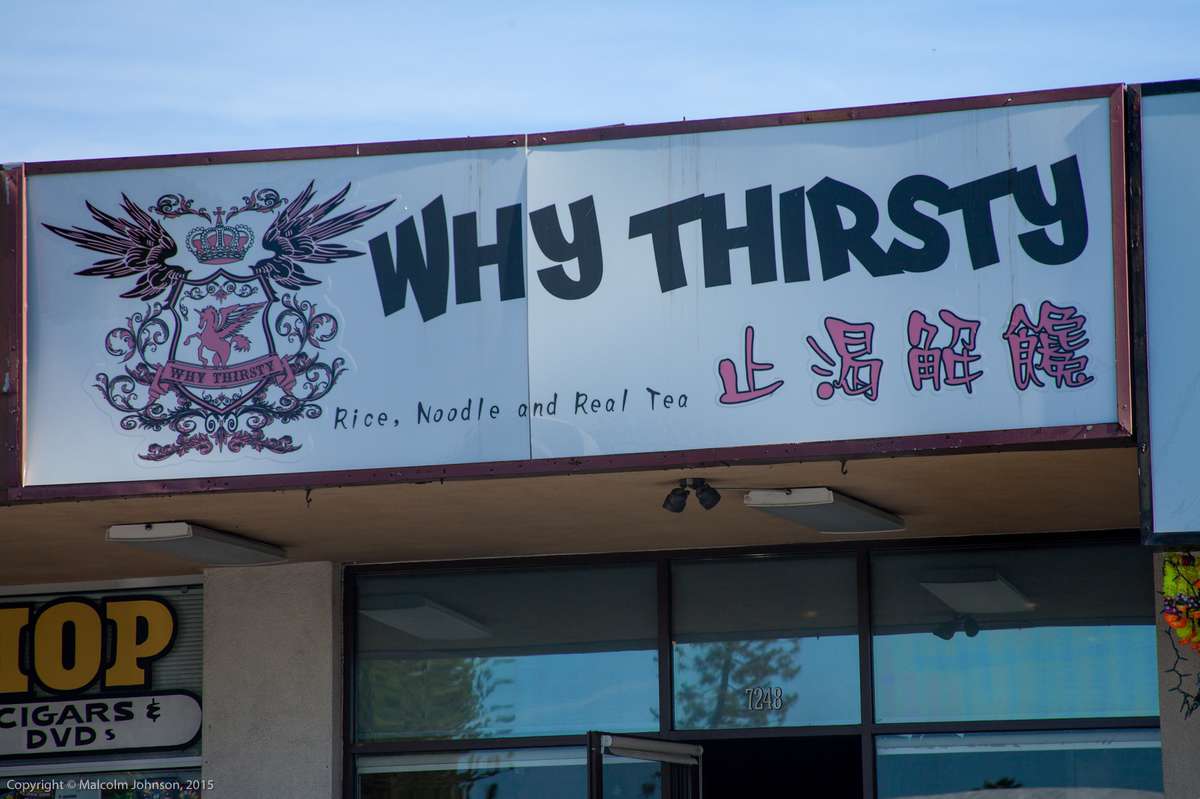 WHY THIRSTY
WHY THIRSTY
Rice, Noodle and Real Tea
止渴解饞
7248
HOP
CIGARS &
DVDs
Copyright © Malcolm Johnson, 2015